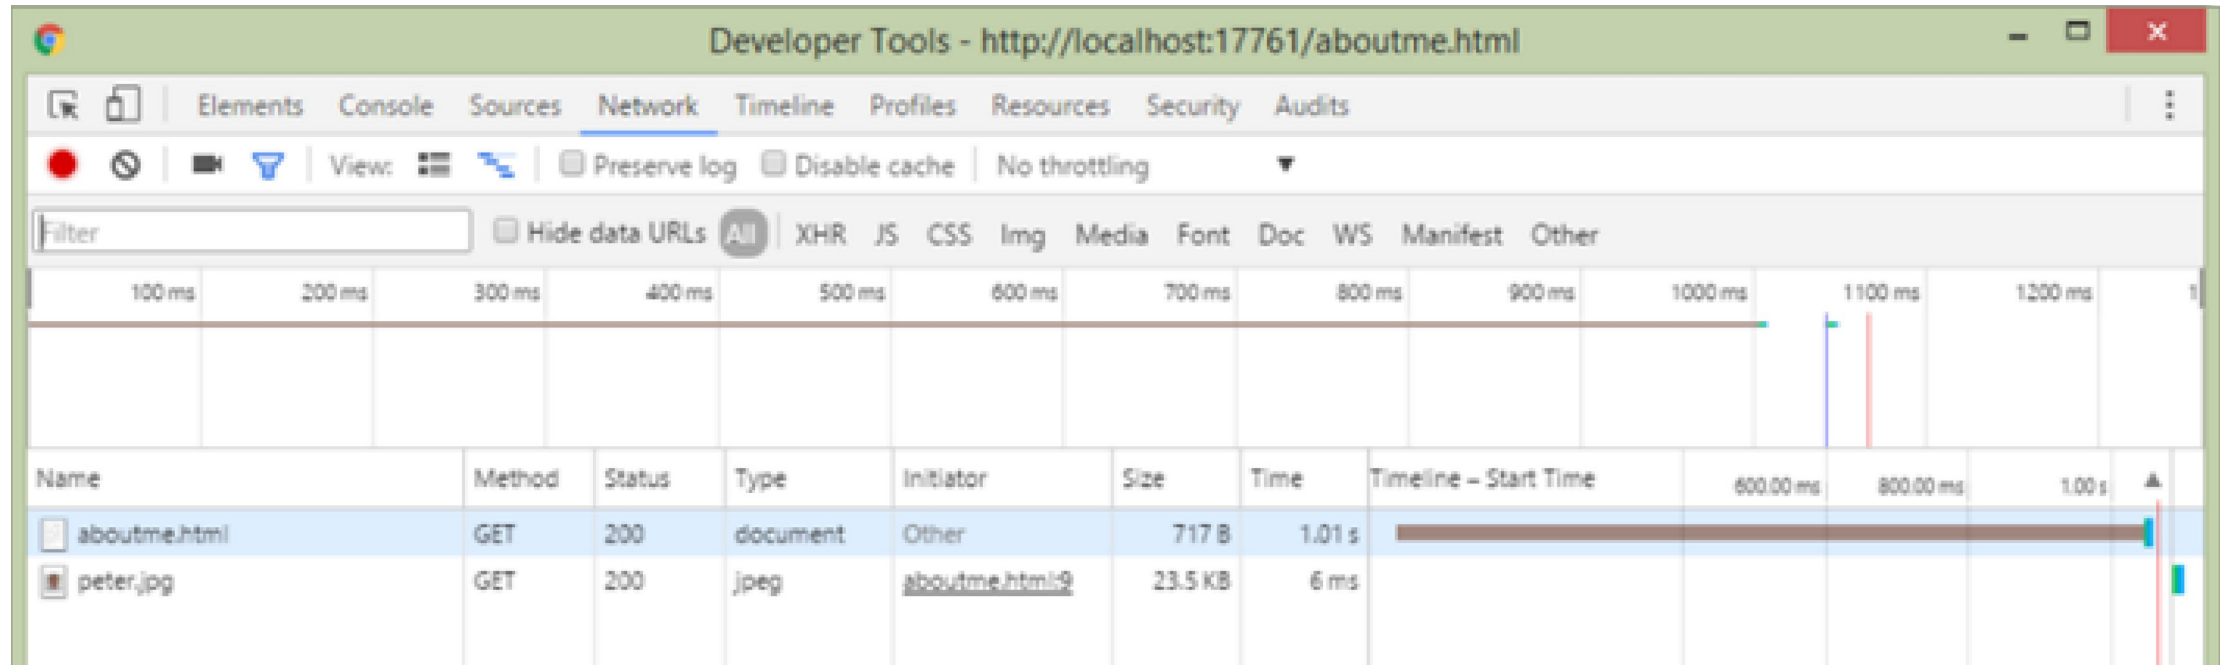 Developer Tools - http://localhost:17761/aboutme.html
Elements Console Sources Network Timeline Profiles Resources Security Audits
View: Preserve log Disable cache No throttling
Filter Hide data URLs All XHR JS CSS Img Media Font Doc WS Manifest Other
100 ms 200 ms 300 ms 400 ms 500 ms 600 ms 700 ms 800 ms 900 ms 1000 ms 1100 ms 1200 ms 1
Name Method Status Type Initiator Size Time Timeline – Start Time 600.00 ms 800.00 ms 1.00 s
aboutme.html GET 200 document Other 717 B 1.01 s
peter.jpg GET 200 jpeg aboutme.html:9 23.5 KB 6 ms